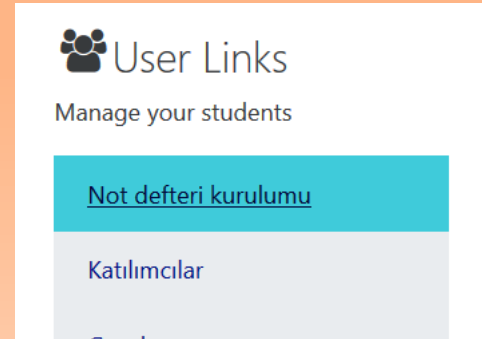 User Links
Manage your students
Not defteri kurulumu
Katılımcılar